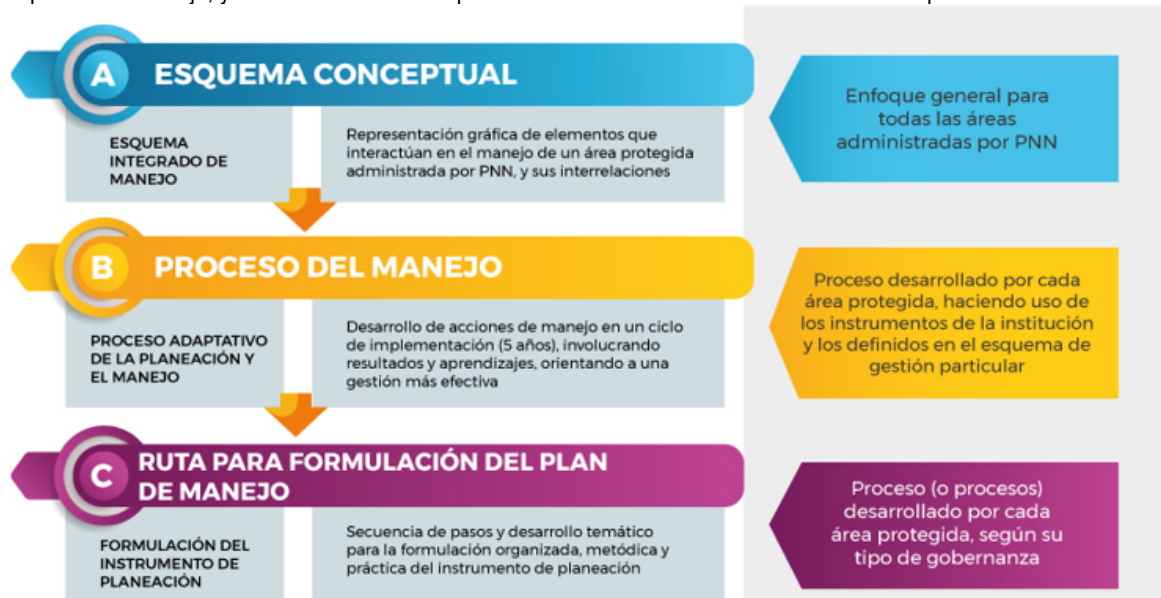 A
ESQUEMA CONCEPTUAL
ESQUEMA
INTEGRADO DE
MANEJO
Representación gráfica de elementos que
interactúan en el manejo de un área protegida
administrada por PNN, y sus interrelaciones
Enfoque general para
todas las áreas
administradas por PNN
B
PROCESO DEL MANEJO
PROCESO ADAPTATIVO
DE LA PLANEACIÓN Y
EL MANEJO
Desarrollo de acciones de manejo en un ciclo
de implementación (5 años), involucrando
resultados y aprendizajes, orientando a una
gestión más efectiva
Proceso desarrollado por cada
área protegida, haciendo uso de
los instrumentos de la institución
y los definidos en el esquema de
gestión particular
C
RUTA PARA FORMULACIÓN DEL PLAN
DE MANEJO
FORMULACIÓN DEL
INSTRUMENTO DE
PLANEACIÓN
Secuencia de pasos y desarrollo temático
para la formulación organizada, metódica y
práctica del instrumento de planeación
Proceso (o procesos)
desarrollado por cada
área protegida, según su
tipo de gobernanza